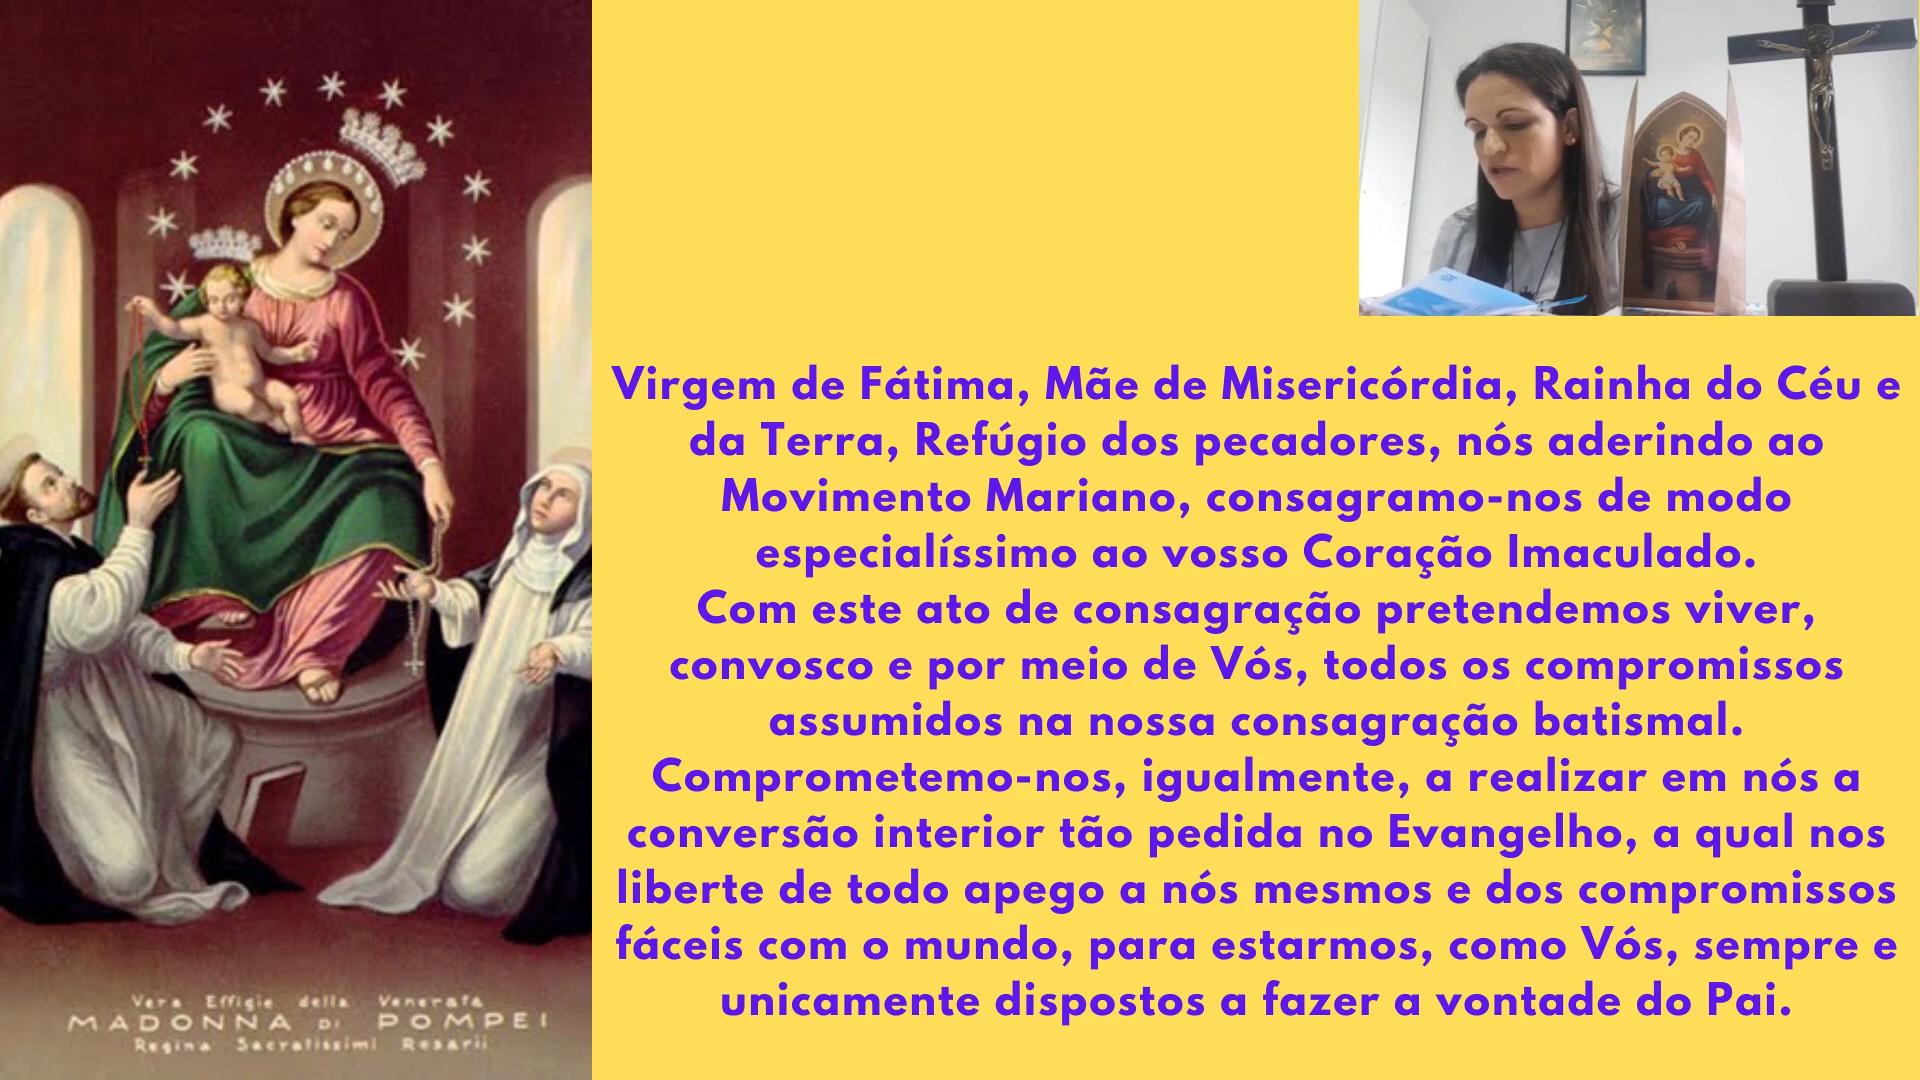 Virgem de Fátima, Mãe de Misericórdia, Rainha do Céu e
da Terra, Refúgio dos pecadores, nós aderindo ao
Movimento Mariano, consagramo-nos de modo
especialíssimo ao vosso Coração Imaculado.
Com este ato de consagração pretendemos viver,
convosco e por meio de Vós, todos os compromissos
assumidos na nossa consagração batismal.
Comprometemo-nos, igualmente, a realizar em nós a
conversão interior tão pedida no Evangelho, a qual nos
liberte de todo apego a nós mesmos e dos compromissos
fáceis com o mundo, para estarmos, como Vós, sempre e
unicamente dispostos a fazer a vontade do Pai.
Vera Effigie della Venerata
MADONNA DI POMPEI
Regina Sacratissimi Rosarii